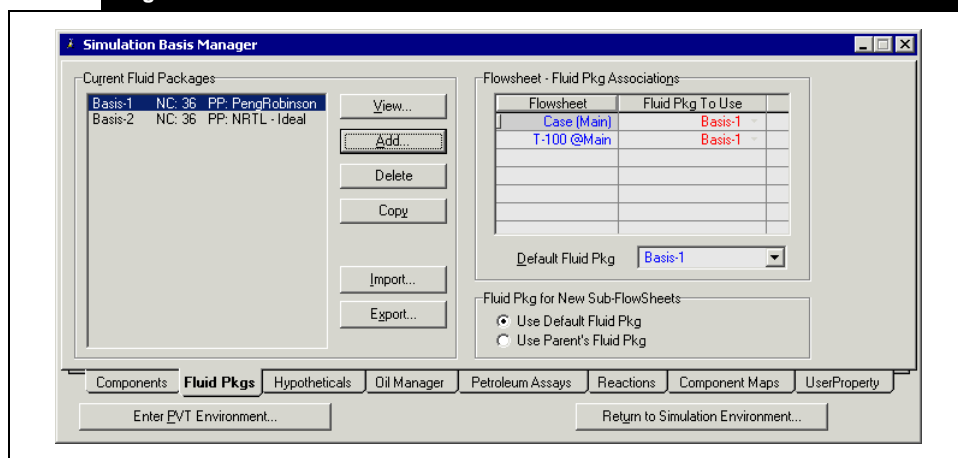 Simulation Basis Manager
Current Fluid Packages
Basis-1 NC: 36 PP: PengRobinson
Basis-2 NC: 36 PP: NRTL - Ideal
View...
Add...
Delete
Copy
Import...
Export...
Flowsheet - Fluid Pkg Associations
Flowsheet Fluid Pkg To Use
Case (Main) Basis-1
T-100 @Main Basis-1
Default Fluid Pkg Basis-1
Fluid Pkg for New Sub-FlowSheets
Use Default Fluid Pkg
Use Parent's Fluid Pkg
Components Fluid Pkgs Hypotheticals Oil Manager Petroleum Assays Reactions Component Maps UserProperty
Enter PVT Environment... Return to Simulation Environment...